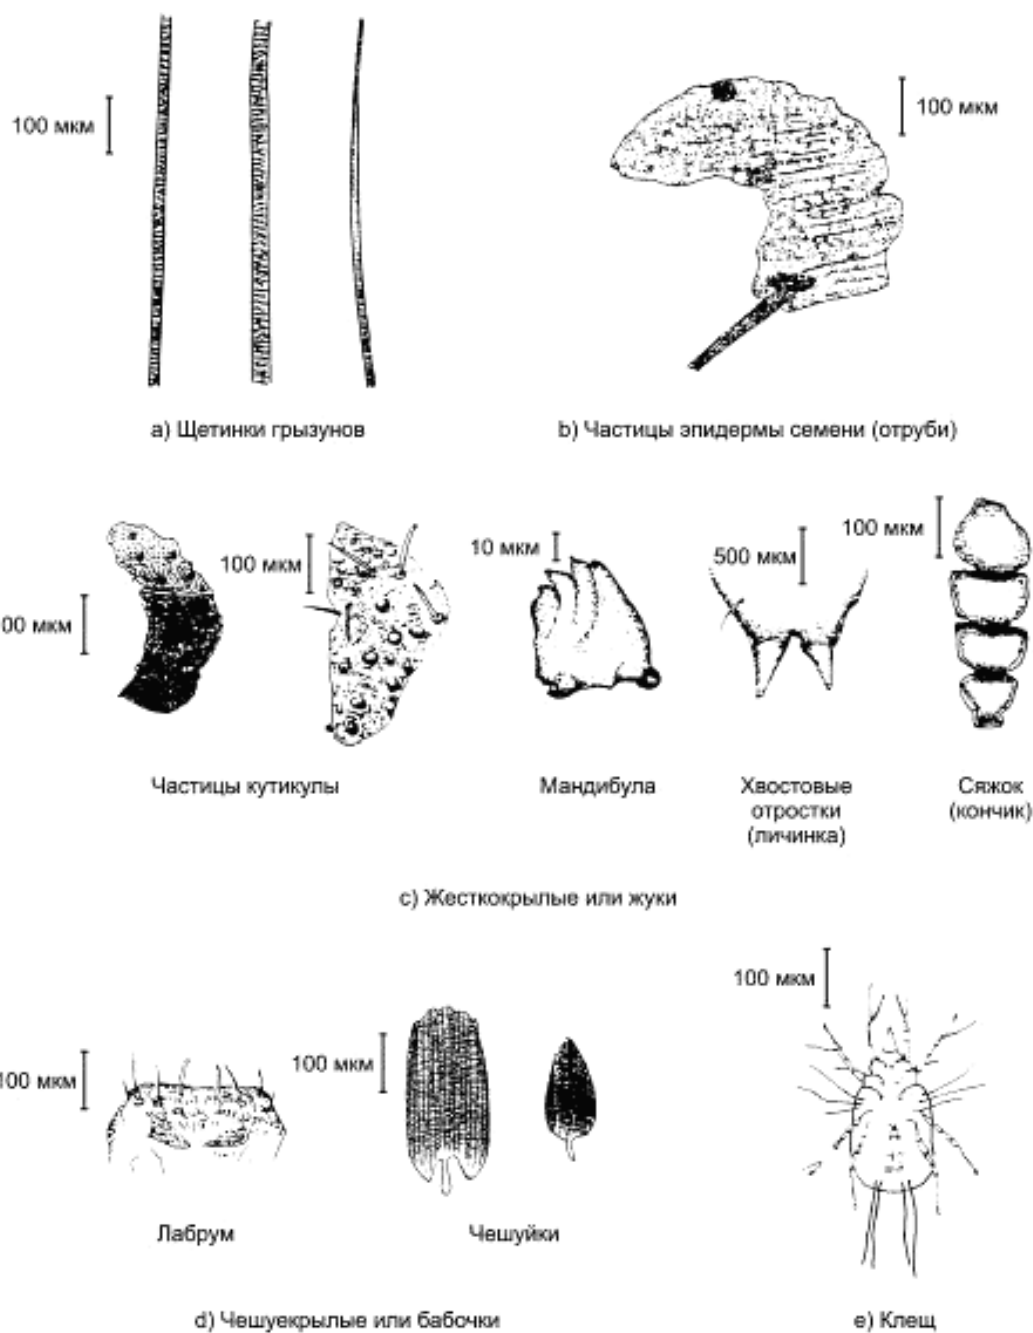 100 мкм
100 мкм
a) Щетинки грызунов
b) Частицы эпидермы семени (отруби)
00 мкм
100 мкм
10 мкм
500 мкм
100 мкм
Частицы кутикулы
Мандибула
Хвостовые
отростки
(личинка)
Сяжок
(кончик)
c) Жесткокрылые или жуки
100 мкм
100 мкм
100 мкм
Лабрум
Чешуйки
d) Чешуекрылые или бабочки
e) Клещ